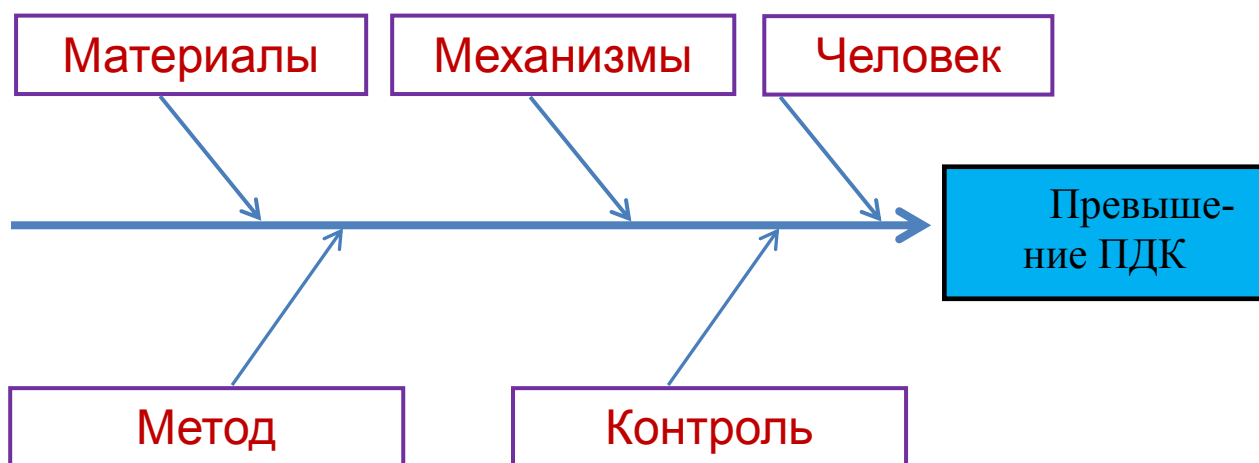 Материалы
Механизмы
Человек
Превыше-
ние ПДК
Метод
Контроль